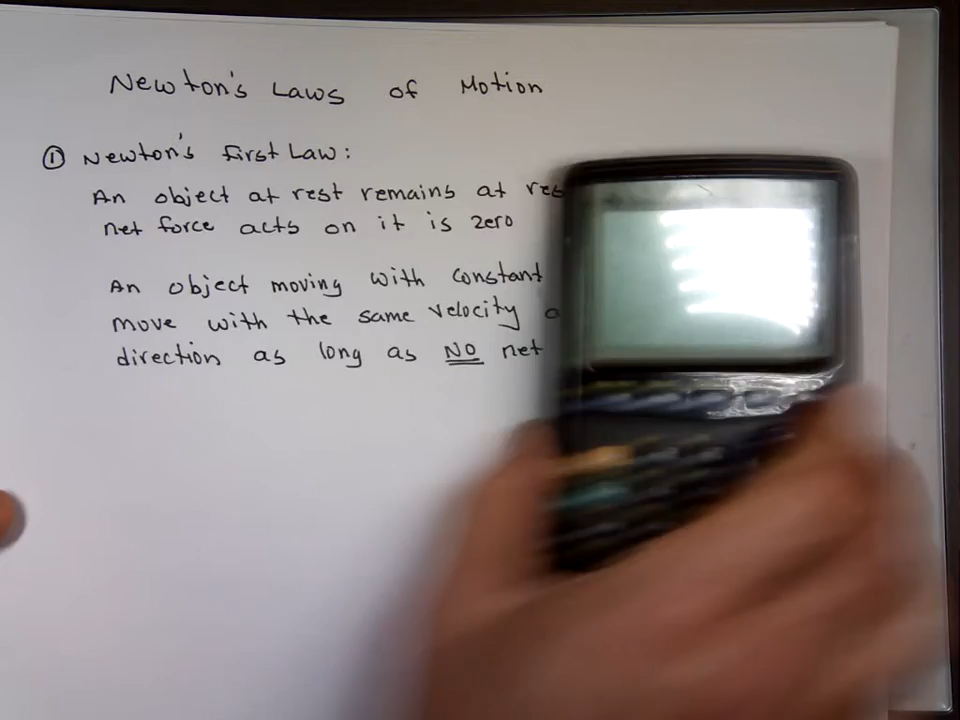 Newton's Laws of Motion
① Newton's First Law:
An object at rest remains at
net force acts on it is zero
An object moving with constant
move with the same velocity
direction as long as NO net